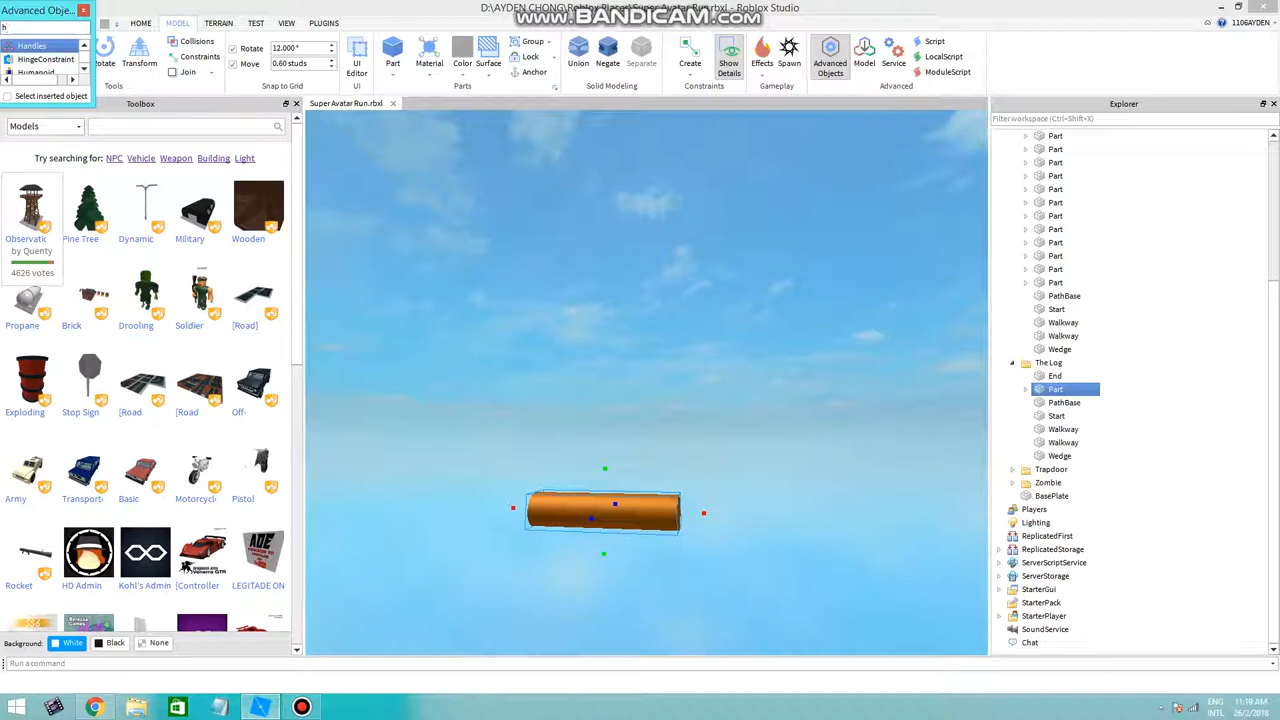 Advanced Obje...
D:\AYDEN CHONG\Roblox Places\Super Avatar Run.rbxl - Roblox Studio
www.BANDICAM.com
h
Handles
HingeConstraint
Humanoid
Select inserted object
HOME
MODEL
TERRAIN
TEST
VIEW
PLUGINS
1106AYDEN
Rotate
Transform
Collisions
Constraints
Join
Tools
Rotate
12.000°
Move
0.60 studs
Snap to Grid
UI
Editor
UI
Part
Material
Color
Surface
Group
Lock
Anchor
Parts
Union
Negate
Separate
Solid Modeling
Create
Show
Details
Constraints
Effects
Spawn
Gameplay
Advanced
Objects
Model
Service
Script
LocalScript
ModuleScript
Advanced
Toolbox
Super Avatar Run.rbxl
Explorer
Models
Filter workspace (Ctrl+Shift+X)
Try searching for: NPC Vehicle Weapon Building Light
Observatic
by Quenty
4626 votes
Pine Tree
Dynamic
Military
Wooden
Propane
Brick
Drooling
Soldier
[Road]
Exploding
Stop Sign
[Road
[Road
Off-
Army
Transport
Basic
Motorcycl
Pistol
Rocket
HD Admin
Kohl's Admin
[Controller
LEGITADE ON
Background:
White
Black
None
Run a command
Part
Part
Part
Part
Part
Part
Part
Part
Part
Part
Part
Part
PathBase
Start
Walkway
Walkway
Wedge
The Log
End
Part
PathBase
Start
Walkway
Walkway
Wedge
Trapdoor
Zombie
BasePlate
Players
Lighting
ReplicatedFirst
ReplicatedStorage
ServerScriptService
ServerStorage
StarterGui
StarterPack
StarterPlayer
SoundService
Chat
ENG
INTL
11:19 AM
26/2/2018